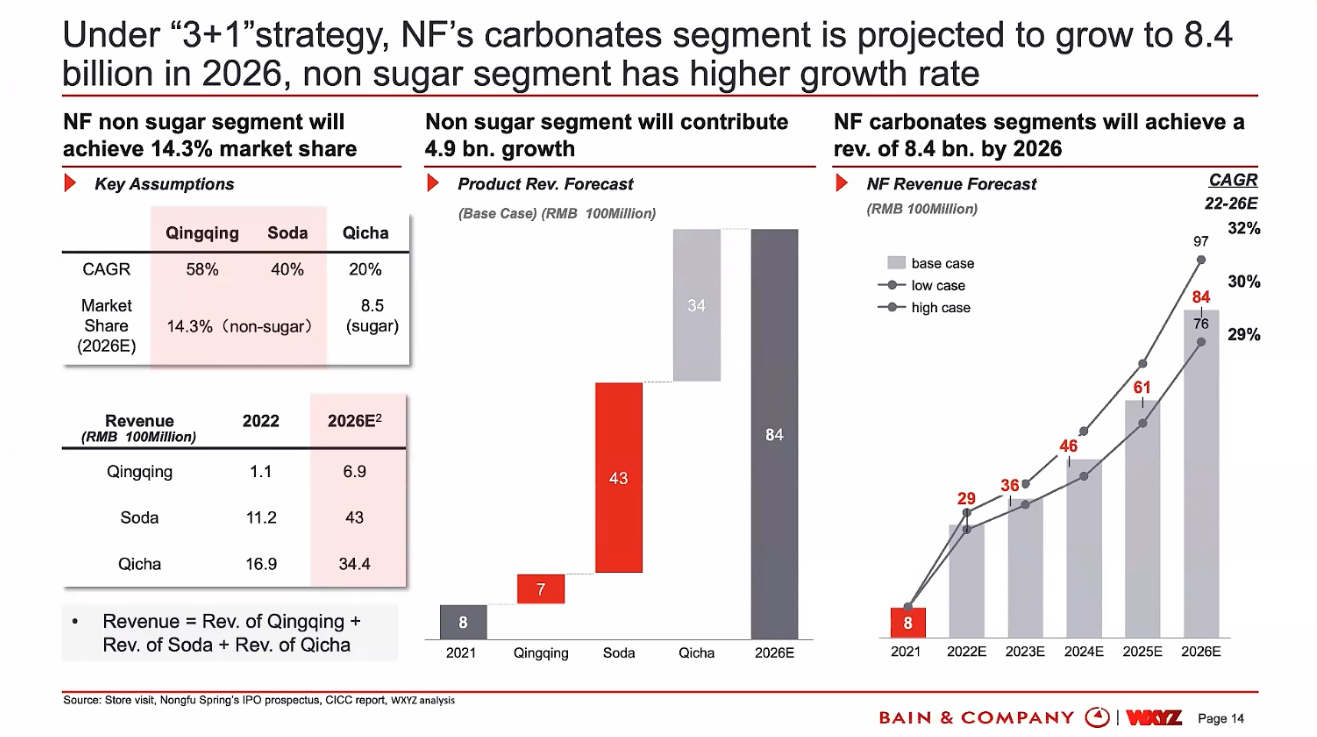 Under “3+1”strategy, NF’s carbonates segment is projected to grow to 8.4
billion in 2026, non sugar segment has higher growth rate
NF non sugar segment will
achieve 14.3% market share
Key Assumptions
Qingqing Soda Qicha
CAGR 58% 40% 20%
Market
Share
(2026E)
14.3%（non-sugar）
8.5
(sugar)
Revenue
(RMB 100Million)
2022 2026E2
Qingqing 1.1 6.9
Soda 11.2 43
Qicha 16.9 34.4
• Revenue = Rev. of Qingqing +
Rev. of Soda + Rev. of Qicha
Non sugar segment will contribute
4.9 bn. growth
Product Rev. Forecast
(Base Case) (RMB 100Million)
34
84
43
7
8
2021 Qingqing Soda Qicha 2026E
NF carbonates segments will achieve a
rev. of 8.4 bn. by 2026
NF Revenue Forecast
(RMB 100Million)
CAGR
22-26E
32%
30%
29%
base case
low case
high case
97
84
76
61
46
36
29
8
2021 2022E 2023E 2024E 2025E 2026E
Source: Store visit, Nongfu Spring’s IPO prospectus, CICC report, WXYZ analysis
BAIN & COMPANY | WXYZ Page 14